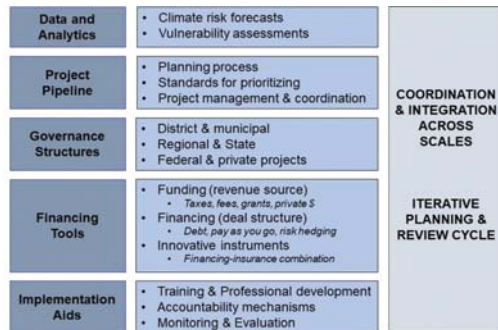 Data and
Analytics
• Climate risk forecasts
• Vulnerability assessments
Project
Pipeline
• Planning process
• Standards for prioritizing
• Project management & coordination
Governance
Structures
• District & municipal
• Regional & State
• Federal & private projects
Financing
Tools
• Funding (revenue source)
• Taxes, fees, grants, private $
• Financing (deal structure)
• Debt, pay as you go, risk hedging
• Innovative instruments
• Financing-insurance combination
Implementation
Aids
• Training & Professional development
• Accountability mechanisms
• Monitoring & Evaluation
COORDINATION
& INTEGRATION
ACROSS
SCALES
ITERATIVE
PLANNING &
REVIEW CYCLE